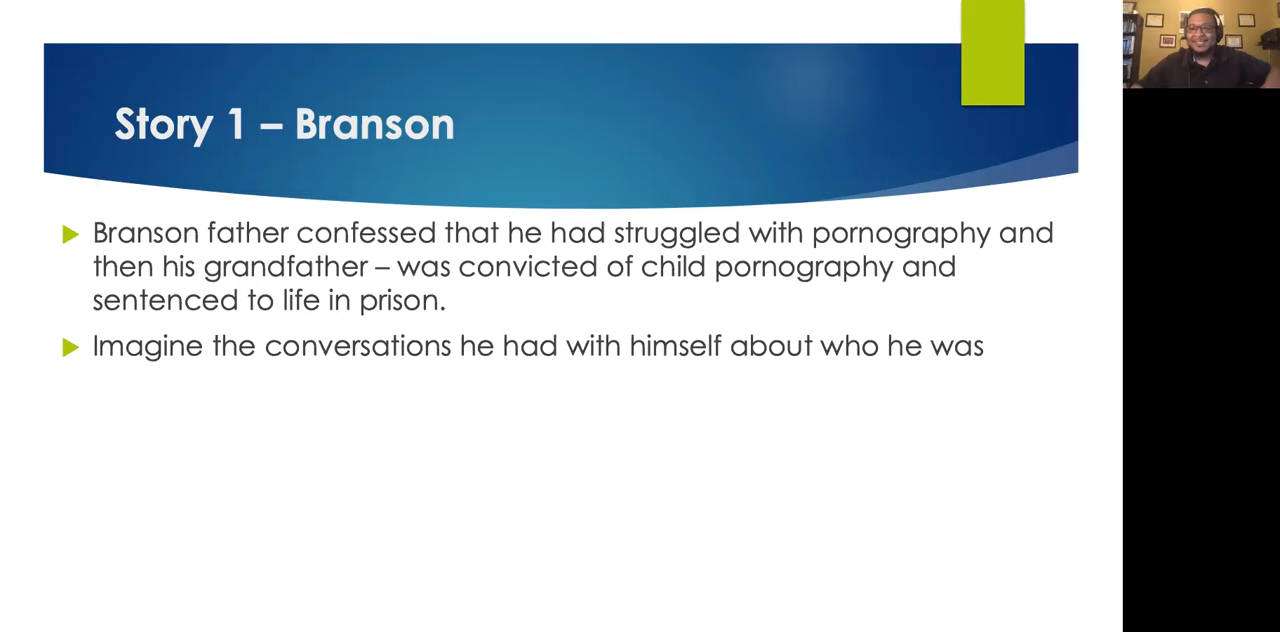 Story 1 – Branson
Branson father confessed that he had struggled with pornography and
then his grandfather – was convicted of child pornography and
sentenced to life in prison.
Imagine the conversations he had with himself about who he was